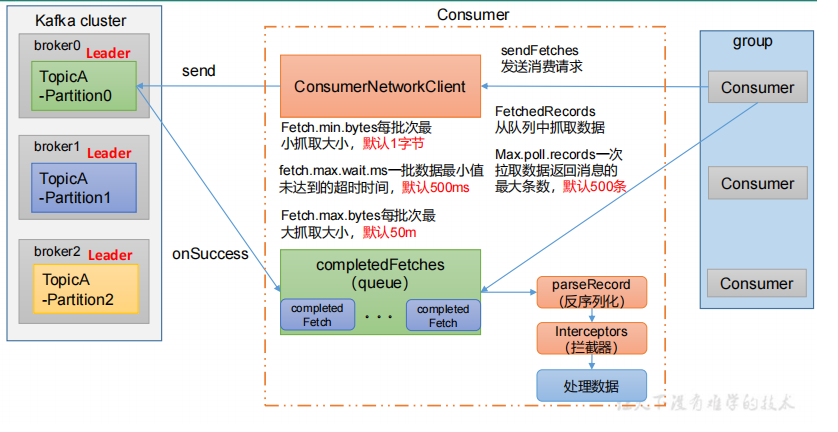 Kafka cluster
broker0
Leader
TopicA
-Partition0
broker1
Leader
TopicA
-Partition1
broker2
Leader
TopicA
-Partition2
send
onSuccess
Consumer
ConsumerNetworkClient
Fetch.min.bytes每批次最
小抓取大小，默认1字节
fetch.max.wait.ms一批数据最小值
未达到的超时时间，默认500ms
Fetch.max.bytes每批次最
大抓取大小，默认50m
completedFetches
（queue）
completed
Fetch
• • •
completed
Fetch
sendFetches
发送消费请求
FetchedRecords
从队列中抓取数据
Max.poll.records一次
拉取数据返回消息的
最大条数，默认500条
parseRecord
（反序列化）
Interceptors
（拦截器）
处理数据
group
Consumer
Consumer
Consumer
下没有难学的技术